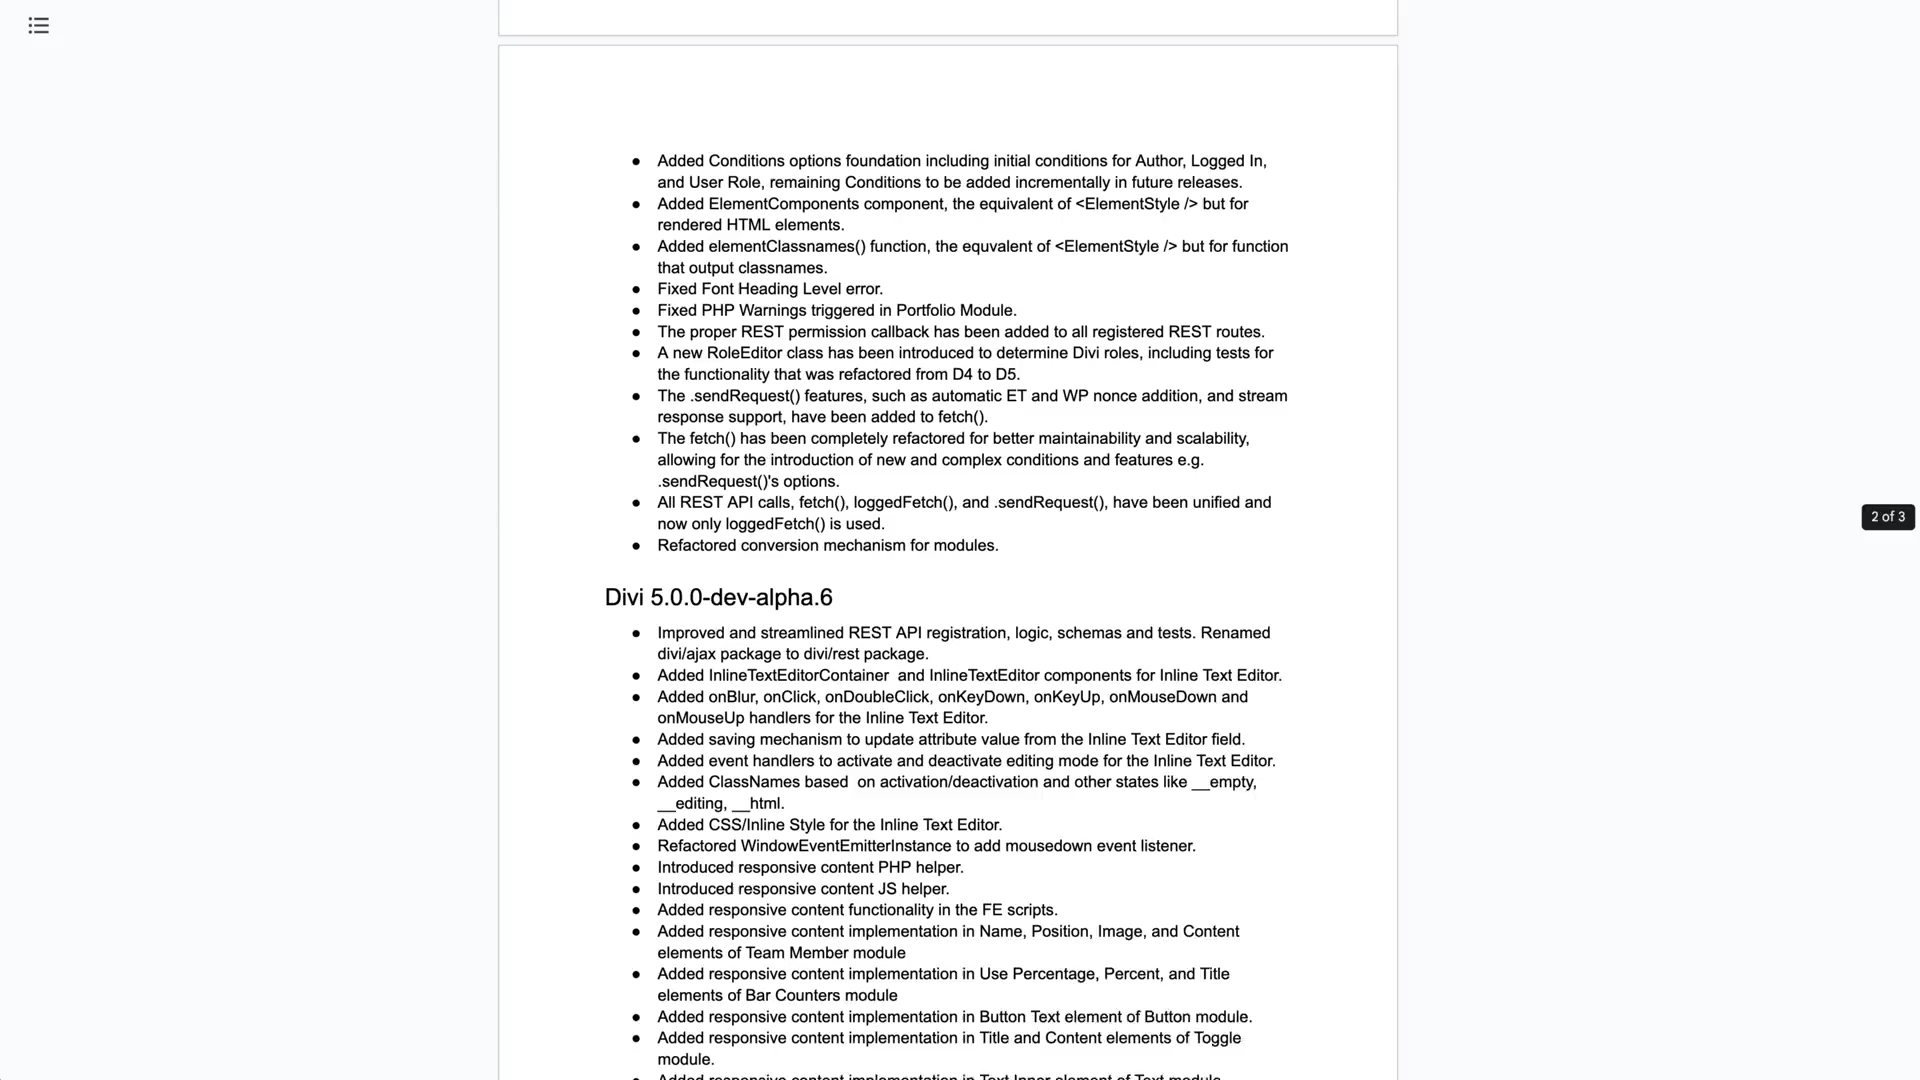 ● Added Conditions options foundation including initial conditions for Author, Logged In,
and User Role, remaining Conditions to be added incrementally in future releases.
● Added ElementComponents component, the equivalent of <ElementStyle /> but for
rendered HTML elements.
● Added elementClassnames() function, the equvalent of <ElementStyle /> but for function
that output classnames.
● Fixed Font Heading Level error.
● Fixed PHP Warnings triggered in Portfolio Module.
● The proper REST permission callback has been added to all registered REST routes.
● A new RoleEditor class has been introduced to determine Divi roles, including tests for
the functionality that was refactored from D4 to D5.
● The .sendRequest() features, such as automatic ET and WP nonce addition, and stream
response support, have been added to fetch().
● The fetch() has been completely refactored for better maintainability and scalability,
allowing for the introduction of new and complex conditions and features e.g.
.sendRequest()'s options.
● All REST API calls, fetch(), loggedFetch(), and .sendRequest(), have been unified and
now only loggedFetch() is used.
2 of 3
● Refactored conversion mechanism for modules.
Divi 5.0.0-dev-alpha.6
● Improved and streamlined REST API registration, logic, schemas and tests. Renamed
divi/ajax package to divi/rest package.
● Added InlineTextEditorContainer  and InlineTextEditor components for Inline Text Editor.
● Added onBlur, onClick, onDoubleClick, onKeyDown, onKeyUp, onMouseDown and
onMouseUp handlers for the Inline Text Editor.
● Added saving mechanism to update attribute value from the Inline Text Editor field.
● Added event handlers to activate and deactivate editing mode for the Inline Text Editor.
● Added ClassNames based  on activation/deactivation and other states like __empty,
__editing, __html.
● Added CSS/Inline Style for the Inline Text Editor.
● Refactored WindowEventEmitterInstance to add mousedown event listener.
● Introduced responsive content PHP helper.
● Introduced responsive content JS helper.
● Added responsive content functionality in the FE scripts.
● Added responsive content implementation in Name, Position, Image, and Content
elements of Team Member module
● Added responsive content implementation in Use Percentage, Percent, and Title
elements of Bar Counters module
● Added responsive content implementation in Button Text element of Button module.
● Added responsive content implementation in Title and Content elements of Toggle
module.
● Added responsive content implementation in Text Inner element of Text module